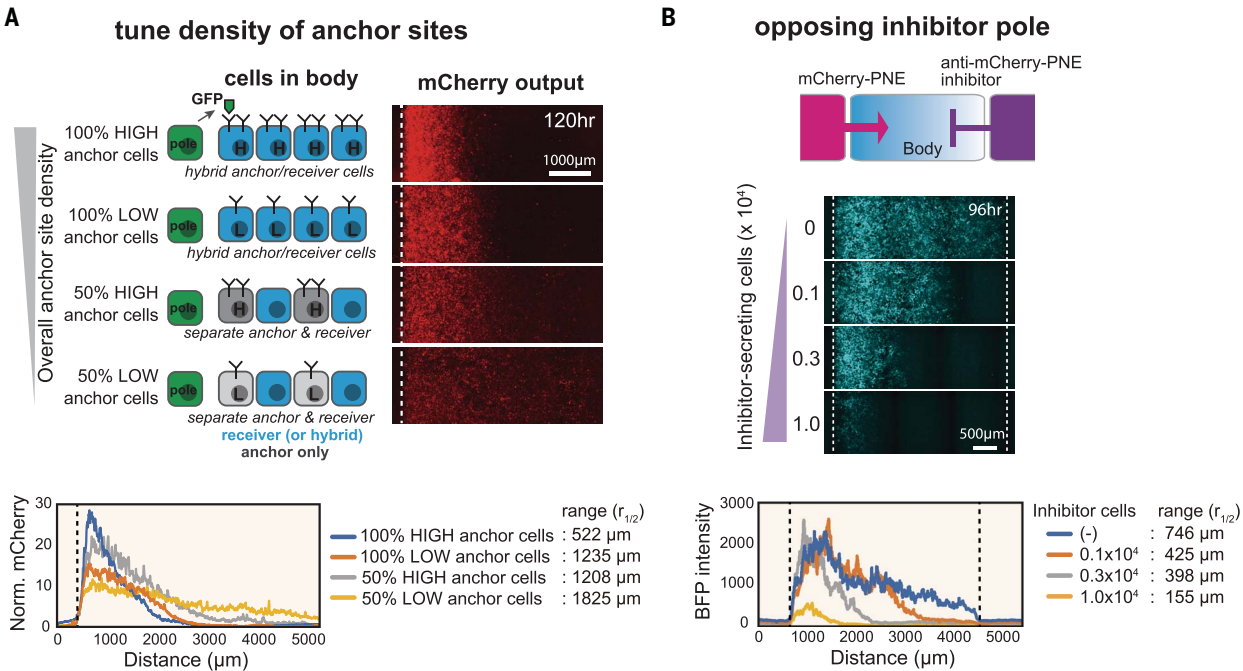 A
tune density of anchor sites
cells in body
mCherry output
GFP
Overall anchor site density
100% HIGH
anchor cells
pole
H H H H
hybrid anchor/receiver cells
120hr
1000µm
100% LOW
anchor cells
pole
L L L L
hybrid anchor/receiver cells
50% HIGH
anchor cells
pole
H H
separate anchor & receiver
50% LOW
anchor cells
pole
L L
separate anchor & receiver
receiver (or hybrid)
anchor only
Norm. mCherry
30
20
10
0
0 1000 2000 3000 4000 5000
Distance (µm)
range (r1/2)
100% HIGH anchor cells : 522 µm
100% LOW anchor cells : 1235 µm
50% HIGH anchor cells : 1208 µm
50% LOW anchor cells : 1825 µm
B
opposing inhibitor pole
mCherry-PNE
anti-mCherry-PNE
inhibitor
Body
Inhibitor-secreting cells (x 10⁴)
0
96hr
0.1
0.3
1.0
500µm
BFP intensity
3000
2000
1000
0
0 1000 2000 3000 4000 5000
Distance (µm)
Inhibitor cells range (r1/2)
(-) : 746 µm
0.1x10⁴ : 425 µm
0.3x10⁴ : 398 µm
1.0x10⁴ : 155 µm